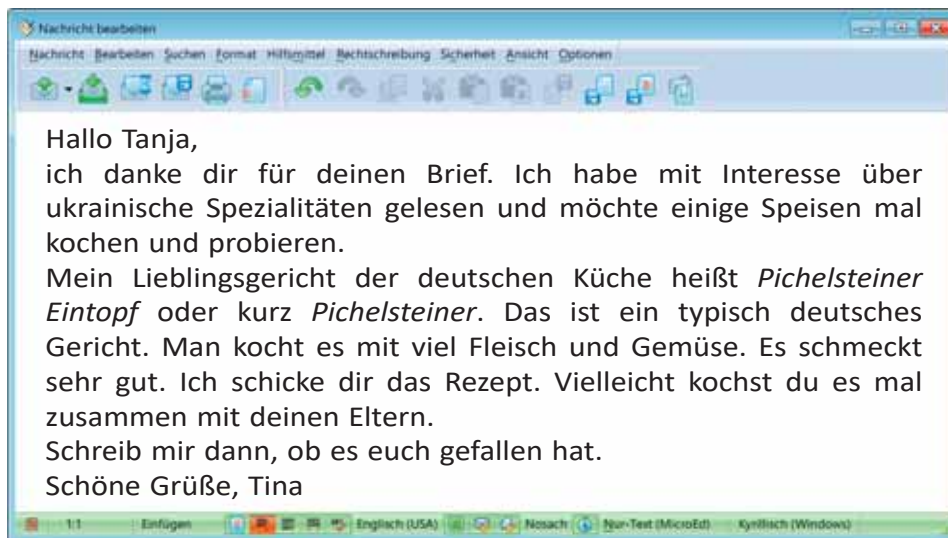 Nachricht bearbeiten
Nachricht Bearbeiten Suchen Format Hilfsmittel Rechtschreibung Sicherheit Ansicht Optionen
Hallo Tanja,
ich danke dir für deinen Brief. Ich habe mit Interesse über
ukrainische Spezialitäten gelesen und möchte einige Speisen mal
kochen und probieren.
Mein Lieblingsgericht der deutschen Küche heißt Pichelsteiner
Eintopf oder kurz Pichelsteiner. Das ist ein typisch deutsches
Gericht. Man kocht es mit viel Fleisch und Gemüse. Es schmeckt
sehr gut. Ich schicke dir das Rezept. Vielleicht kochst du es mal
zusammen mit deinen Eltern.
Schreib mir dann, ob es euch gefallen hat.
Schöne Grüße, Tina
1:1 Einfügen Englisch (USA) Nosach Nur-Text (MicroEd) Kyrillisch (Windows)